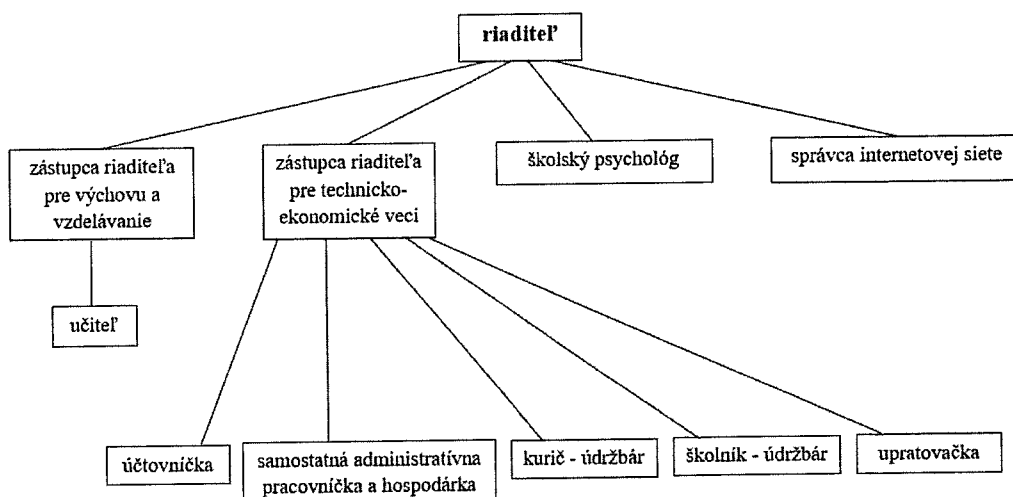 riaditeľ
zástupca riaditeľa
pre výchovu a
vzdelávanie
zástupca riaditeľa
pre technicko-
ekonomické veci
školský psychológ
správca internetovej siete
učiteľ
účtovníčka
samostatná administratívna
pracovníčka a hospodárka
kurič - údržbár
školník - údržbár
upratovačka